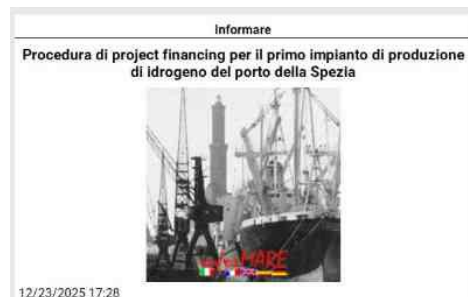 Informare
Procedura di project financing per il primo impianto di produzione
di idrogeno del porto della Spezia
inforMARE
12/23/2025 17:28